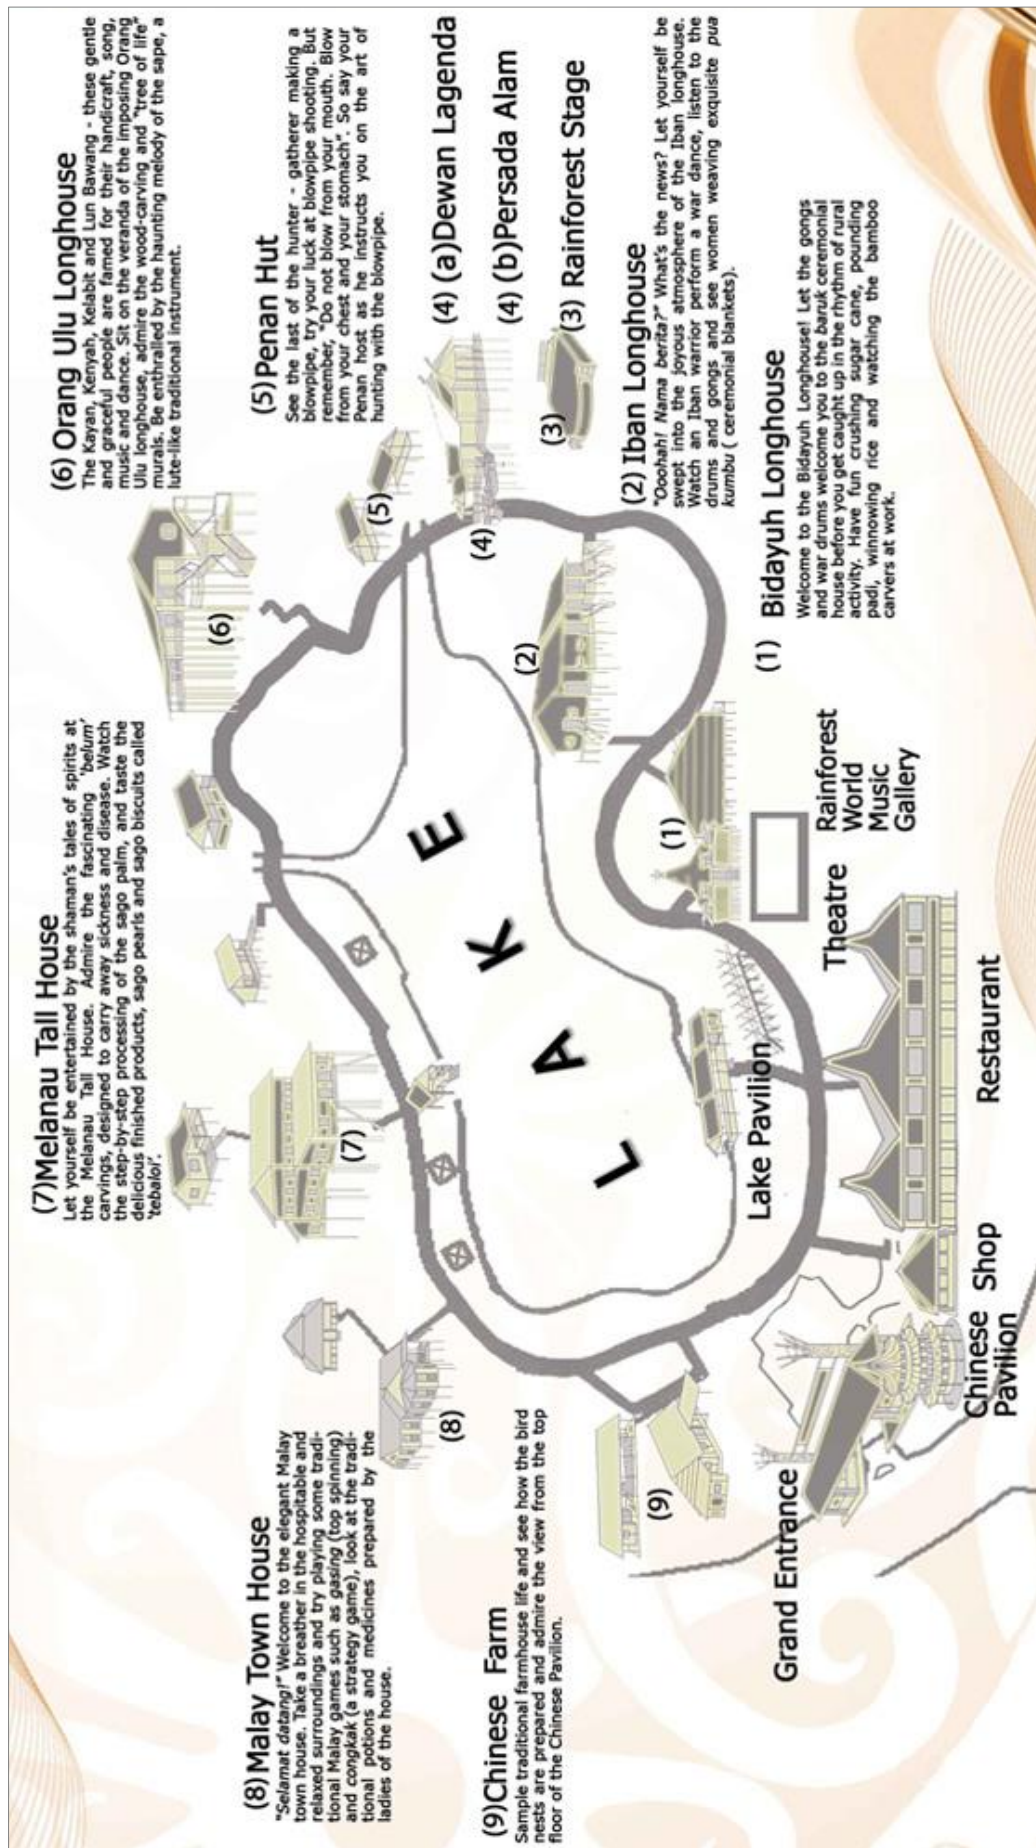 (7)Melanau Tall House
Let yourself be entertained by the shaman's tales of spirits at
the Melanau Tall House. Admire the fascinating 'belum'
carvings, designed to carry away sickness and disease. Watch
the step-by-step processing of the sago palm, and taste the
delicious finished products, sago pearls and sago biscuits called
'tebaloi'.
(6) Orang Ulu Longhouse
The Kayan, Kenyah, Kelabit and Lun Bawang - these gentle
and graceful people are famed for their handicraft, song,
music and dance. Sit on the veranda of the imposing Orang
Ulu longhouse, admire the wood-carving and "tree of life"
murals. Be enthralled by the haunting melody of the sape, a
lute-like traditional instrument.
(8)Malay Town House
"Selamat datang!" Welcome to the elegant Malay
town house. Take a breather in the hospitable and
relaxed surroundings and try playing some tradi-
tional Malay games such as gasing (top spinning)
and congkak (a strategy game), look at the tradi-
tional potions and medicines prepared by the
ladies of the house.
(5)Penan Hut
See the last of the hunter - gatherer making a
blowpipe, try your luck at blowpipe shooting. But
remember, "Do not blow from your mouth. Blow
from your chest and your stomach". So say your
Penan host as he instructs you on the art of
hunting with the blowpipe.
(6)
(7)
(5)
(8)
(4)
(4) (a)Dewan Lagenda
(4) (b)Persada Alam
(9)Chinese Farm
Sample traditional farmhouse life and see how the bird
nests are prepared and admire the view from the top
floor of the Chinese Pavilion.
(3)
(3) Rainforest Stage
LAKE
(2)
(9)
(2) Iban Longhouse
"Ooohah! Nama berita?" What's the news? Let yourself be
swept into the joyous atmosphere of the Iban longhouse.
Watch an Iban warrior perform a war dance, listen to the
drums and gongs and see women weaving exquisite pua
kumbu ( ceremonial blankets).
(1)
Lake Pavilion
(1) Bidayuh Longhouse
Welcome to the Bidayuh Longhouse! Let the gongs
and war drums welcome you to the baruk ceremonial
house before you get caught up in the rhythm of rural
activity. Have fun crushing sugar cane, pounding
padi, winnowing rice and watching the bamboo
carvers at work.
Grand Entrance
Theatre
Rainforest
World
Music
Gallery
Chinese
Pavilion
Shop
Restaurant